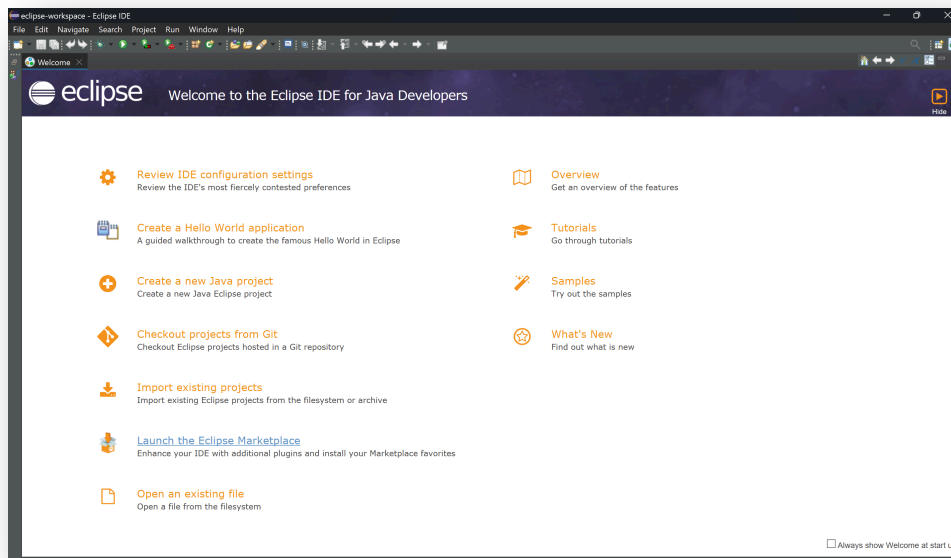 eclipse-workspace - Eclipse IDE
File Edit Navigate Search Project Run Window Help
Welcome
eclipse Welcome to the Eclipse IDE for Java Developers
Hide
Review IDE configuration settings
Review the IDE's most fiercely contested preferences
Create a Hello World application
A guided walkthrough to create the famous Hello World in Eclipse
Create a new Java project
Create a new Java Eclipse project
Checkout projects from Git
Checkout Eclipse projects hosted in a Git repository
Import existing projects
Import existing Eclipse projects from the filesystem or archive
Launch the Eclipse Marketplace
Enhance your IDE with additional plugins and install your Marketplace favorites
Open an existing file
Open a file from the filesystem
Overview
Get an overview of the features
Tutorials
Go through tutorials
Samples
Try out the samples
What's New
Find out what is new
Always show Welcome at start u